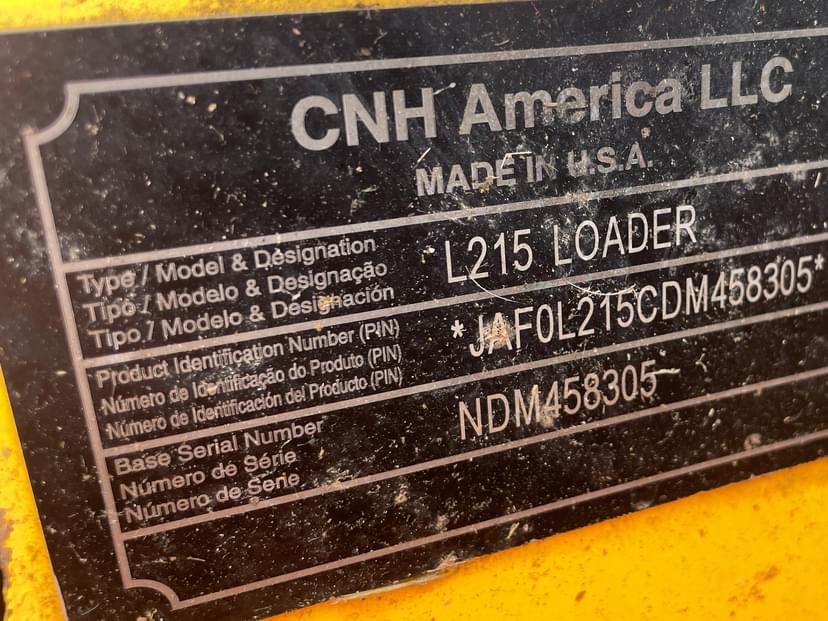 CNH America LLC
MADE IN U.S.A.
Type / Model & Designation
Tipo / Modelo & Designação
Tipo / Modelo & Designación
L215 LOADER
Product Identification Number (PIN)
Número de Identificação do Produto (PIN)
Número de Identificación del Producto (PIN)
*JAF0L215CDM458305*
Base Serial Number
Número de Série
Número de Serie
NDM458305